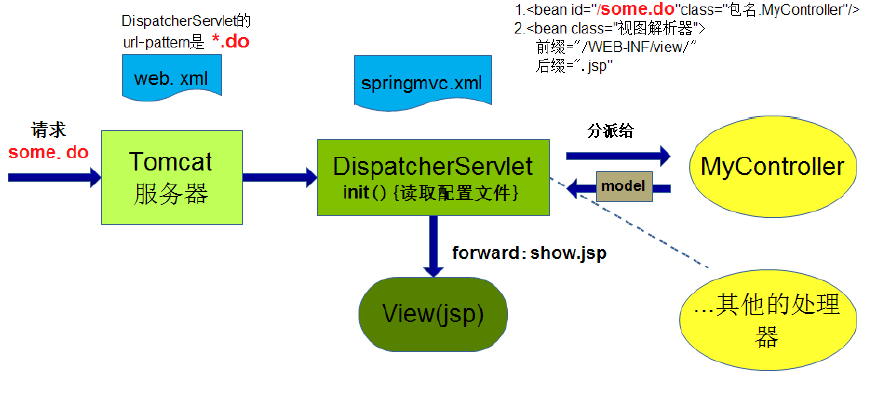 DispatcherServlet的
url-pattern是 *.do
web. xml
1.<bean id="/some.do"class="包名.MyController"/>
2.<bean class="视图解析器">
前缀="/WEB-INF/view/"
后缀=".jsp"
springmvc.xml
请求
some. do
Tomcat
服务器
DispatcherServlet
init() {读取配置文件}
分派给
model
MyController
forward: show.jsp
View(jsp)
...其他的处理
器